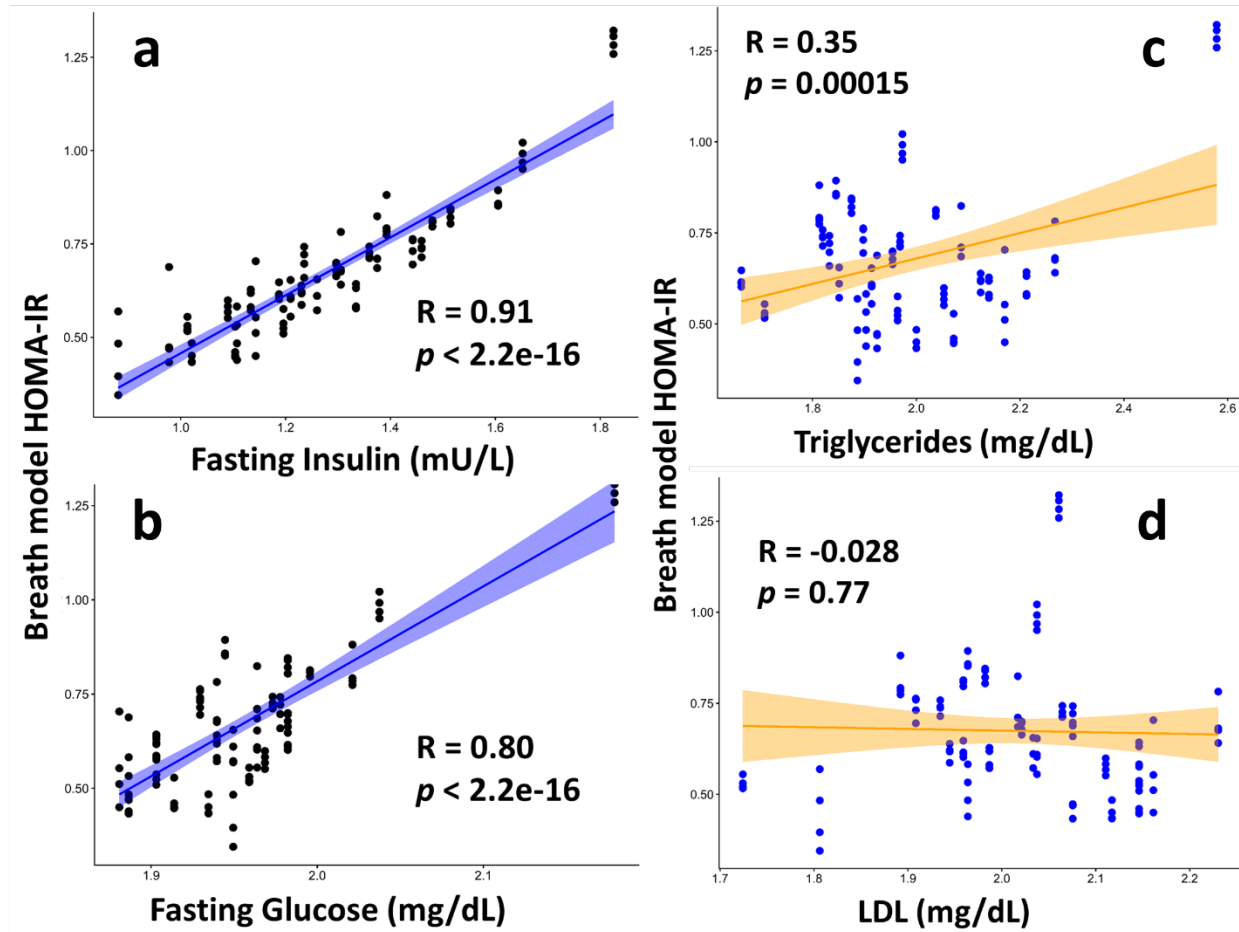 a
1.25
1.00
0.75
0.50
R = 0.91
p < 2.2e-16
1.0
1.2
1.4
1.6
1.8
Fasting Insulin (mU/L)
Breath model HOMA-IR
b
1.25
1.00
0.75
0.50
R = 0.80
p < 2.2e-16
1.9
2.0
2.1
Fasting Glucose (mg/dL)
R = 0.35
p = 0.00015
c
1.25
1.00
0.75
0.50
1.8
2.0
2.2
2.4
2.6
Triglycerides (mg/dL)
Breath model HOMA-IR
d
R = -0.028
p = 0.77
1.25
1.00
0.75
0.50
1.7
1.8
1.9
2.0
2.1
2.2
LDL (mg/dL)